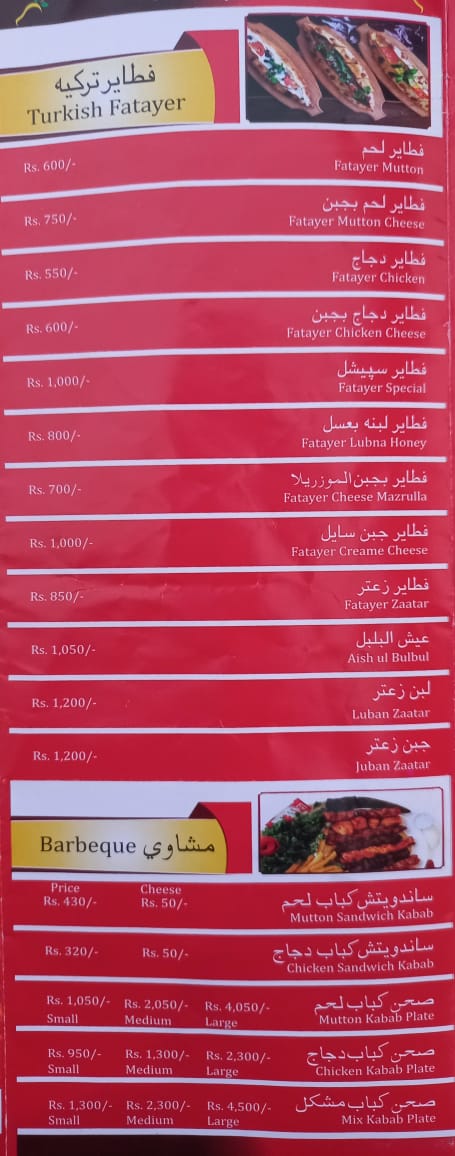 فطاير تركيه
Turkish Fatayer
فطاير لحم
Rs. 600/-
Fatayer Mutton
فطاير لحم بجبن
Rs. 750/-
Fatayer Mutton Cheese
فطاير دجاج
Rs. 550/-
Fatayer Chicken
فطاير دجاج بجبن
Rs. 600/-
Fatayer Chicken Cheese
فطاير سپیشل
Rs. 1,000/-
Fatayer Special
فطاير لبنه بعسل
Rs. 800/-
Fatayer Lubna Honey
فطاير بجبن الموزريلا
Rs. 700/-
Fatayer Cheese Mazrulla
فطاير جبن سايل
Rs. 1,000/-
Fatayer Creame Cheese
فطاير زعتر
Rs. 850/-
Fatayer Zaatar
عيش البلبل
Rs. 1,050/-
Aish ul Bulbul
لبن زعتر
Rs. 1,200/-
Luban Zaatar
جبن زعتر
Rs. 1,200/-
Juban Zaatar
Barbeque مشاوي
Price Cheese
Rs. 430/- Rs. 50/- ساندويتش كباب لحم
Mutton Sandwich Kabab
Rs. 320/- Rs. 50/- ساندويتش كباب دجاج
Chicken Sandwich Kabab
Rs. 1,050/- Rs. 2,050/- Rs. 4,050/- صحن كباب لحم
Small Medium Large Mutton Kabab Plate
Rs. 950/- Rs. 1,300/- Rs. 2,300/- صحن كباب دجاج
Small Medium Large Chicken Kabab Plate
Rs. 1,300/- Rs. 2,300/- Rs. 4,500/- صحن كباب مشكل
Small Medium Large Mix Kabab Plate